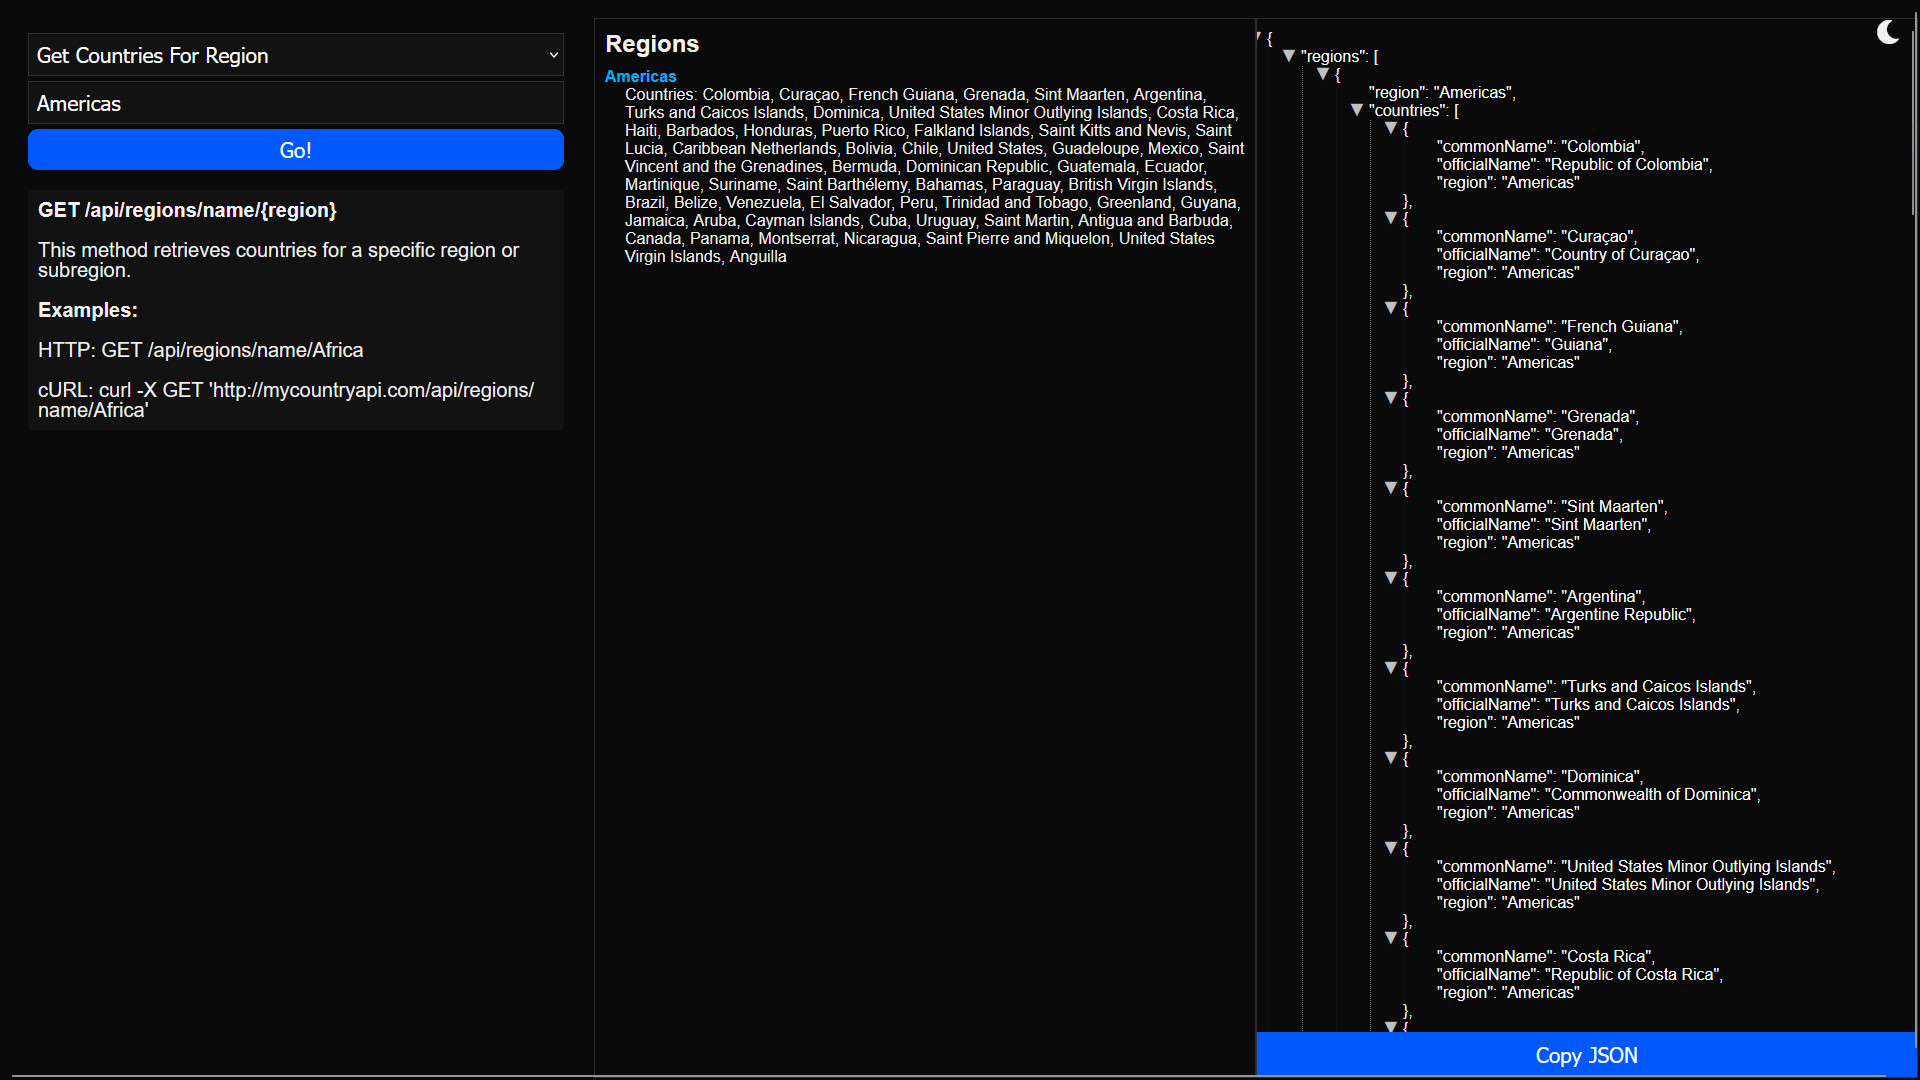 Get Countries For Region
Americas
Go!
GET /api/regions/name/{region}
This method retrieves countries for a specific region or
subregion.
Examples:
HTTP: GET /api/regions/name/Africa
cURL: curl -X GET 'http://mycountryapi.com/api/regions/
name/Africa'
Regions
Americas
Countries: Colombia, Curaçao, French Guiana, Grenada, Sint Maarten, Argentina,
Turks and Caicos Islands, Dominica, United States Minor Outlying Islands, Costa Rica,
Haiti, Barbados, Honduras, Puerto Rico, Falkland Islands, Saint Kitts and Nevis, Saint
Lucia, Caribbean Netherlands, Bolivia, Chile, United States, Guadeloupe, Mexico, Saint
Vincent and the Grenadines, Bermuda, Dominican Republic, Guatemala, Ecuador,
Martinique, Suriname, Saint Barthélemy, Bahamas, Paraguay, British Virgin Islands,
Brazil, Belize, Venezuela, El Salvador, Peru, Trinidad and Tobago, Greenland, Guyana,
Jamaica, Aruba, Cayman Islands, Cuba, Uruguay, Saint Martin, Antigua and Barbuda,
Canada, Panama, Montserrat, Nicaragua, Saint Pierre and Miquelon, United States
Virgin Islands, Anguilla
{
"regions": [
{
"region": "Americas",
"countries": [
{
"commonName": "Colombia",
"officialName": "Republic of Colombia",
"region": "Americas"
},
{
"commonName": "Curaçao",
"officialName": "Country of Curaçao",
"region": "Americas"
},
{
"commonName": "French Guiana",
"officialName": "Guiana",
"region": "Americas"
},
{
"commonName": "Grenada",
"officialName": "Grenada",
"region": "Americas"
},
{
"commonName": "Sint Maarten",
"officialName": "Sint Maarten",
"region": "Americas"
},
{
"commonName": "Argentina",
"officialName": "Argentine Republic",
"region": "Americas"
},
{
"commonName": "Turks and Caicos Islands",
"officialName": "Turks and Caicos Islands",
"region": "Americas"
},
{
"commonName": "Dominica",
"officialName": "Commonwealth of Dominica",
"region": "Americas"
},
{
"commonName": "United States Minor Outlying Islands",
"officialName": "United States Minor Outlying Islands",
"region": "Americas"
},
{
"commonName": "Costa Rica",
"officialName": "Republic of Costa Rica",
"region": "Americas"
},
{
Copy JSON